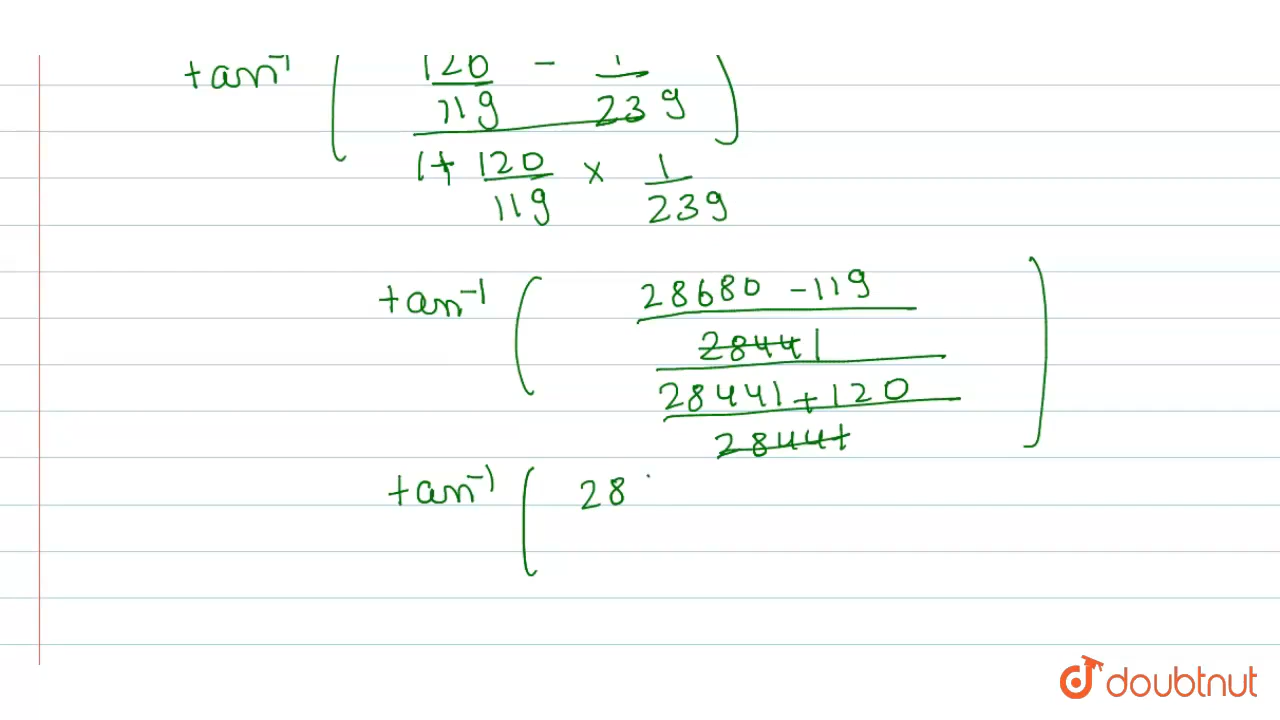 tan⁻¹ ( 120 − 1
119 239 )
1 + 120 × 1
119 239
tan⁻¹ ( 28680 − 119 )
28441
28441 + 120
28441
tan⁻¹ ( 28
doubtnut